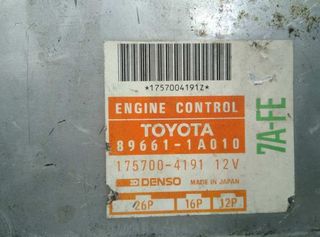 *1757004191Z*
ENGINE CONTROL
TOYOTA
89661-1A010
175700-4191 12V
DENSO MADE IN JAPAN
26P 16P 12P
7A-FE